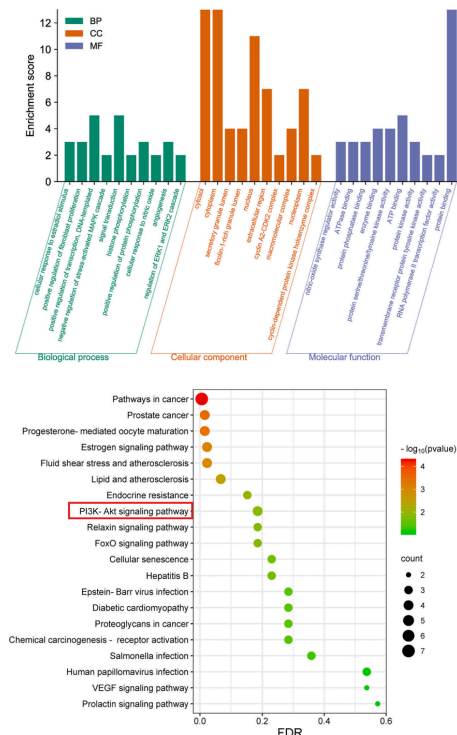 BP
CC
MF
12
10
8
6
4
2
0
Enrichment score
cellular response to estradiol stimulus
positive regulation of fibroblast proliferation
positive regulation of transcription, DNA-templated
negative regulation of stress-activated MAPK cascade
signal transduction
histone phosphorylation
positive regulation of protein phosphorylation
cellular response to nitric oxide
angiogenesis
regulation of ERK1 and ERK2 cascade
cytosol
cytoplasm
secretory granule lumen
ficolin-1-rich granule lumen
nucleus
extracellular region
cyclin A2-CDK2 complex
macromolecular complex
nucleoplasm
cyclin-dependent protein kinase holoenzyme complex
nitric-oxide synthase regulator activity
ATPase binding
protein phosphatase binding
enzyme binding
protein serine/threonine/tyrosine kinase activity
ATP binding
protein kinase activity
transmembrane receptor protein tyrosine kinase activity
RNA polymerase II transcription factor activity
protein binding
Biological process
Cellular component
Molecular function
Pathways in cancer
Prostate cancer
Progesterone- mediated oocyte maturation
Estrogen signaling pathway
Fluid shear stress and atherosclerosis
Lipid and atherosclerosis
Endocrine resistance
PI3K- Akt signaling pathway
Relaxin signaling pathway
FoxO signaling pathway
Cellular senescence
Hepatitis B
Epstein- Barr virus infection
Diabetic cardiomyopathy
Proteoglycans in cancer
Chemical carcinogenesis - receptor activation
Salmonella infection
Human papillomavirus infection
VEGF signaling pathway
Prolactin signaling pathway
0.0
0.2
0.4
0.6
FDR
- log10(pvalue)
4
3
2
count
2
3
4
5
6
7